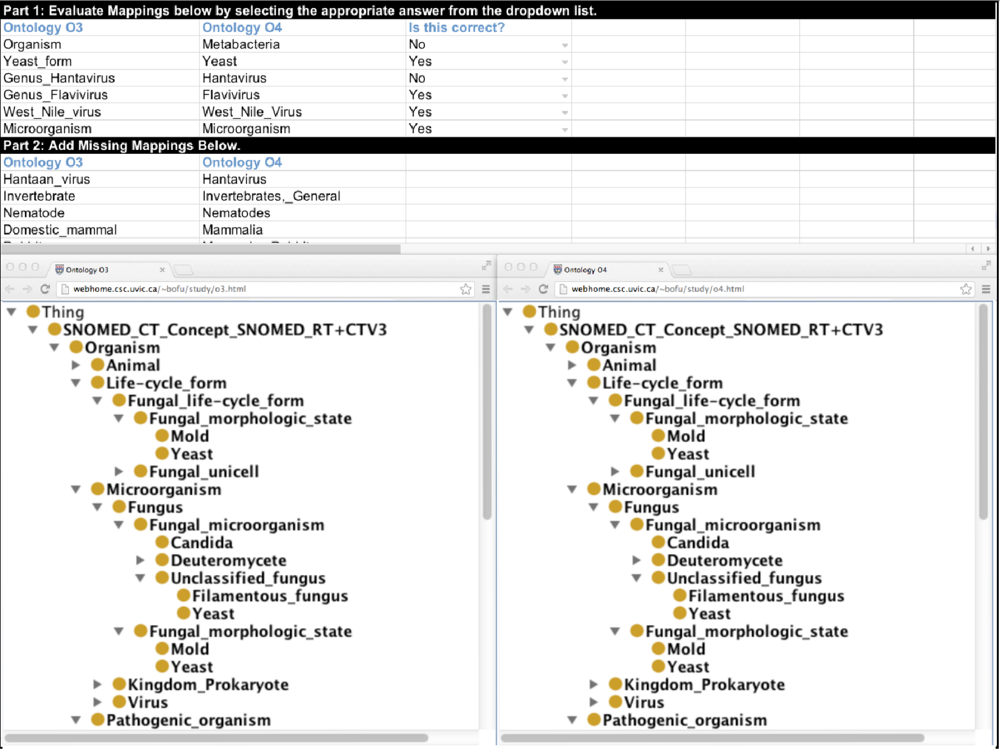 Part 1: Evaluate Mappings below by selecting the appropriate answer from the dropdown list.
Ontology O3 Ontology O4 Is this correct?
Organism Metabacteria No
Yeast_form Yeast Yes
Genus_Hantavirus Hantavirus No
Genus_Flavivirus Flavivirus Yes
West_Nile_virus West_Nile_Virus Yes
Microorganism Microorganism Yes
Part 2: Add Missing Mappings Below.
Ontology O3 Ontology O4
Hantaan_virus Hantavirus
Invertebrate Invertebrates,_General
Nematode Nematodes
Domestic_mammal Mammalia
Ontology O3
webhome.csc.uvic.ca/~bofu/study/o3.html
Thing
SNOMED_CT_Concept_SNOMED_RT+CTV3
Organism
Animal
Life-cycle_form
Fungal_life-cycle_form
Fungal_morphologic_state
Mold
Yeast
Fungal_unicell
Microorganism
Fungus
Fungal_microorganism
Candida
Deuteromycete
Unclassified_fungus
Filamentous_fungus
Yeast
Fungal_morphologic_state
Mold
Yeast
Kingdom_Prokaryote
Virus
Pathogenic_organism
Ontology O4
webhome.csc.uvic.ca/~bofu/study/o4.html
Thing
SNOMED_CT_Concept_SNOMED_RT+CTV3
Organism
Animal
Life-cycle_form
Fungal_life-cycle_form
Fungal_morphologic_state
Mold
Yeast
Fungal_unicell
Microorganism
Fungus
Fungal_microorganism
Candida
Deuteromycete
Unclassified_fungus
Filamentous_fungus
Yeast
Fungal_morphologic_state
Mold
Yeast
Kingdom_Prokaryote
Virus
Pathogenic_organism